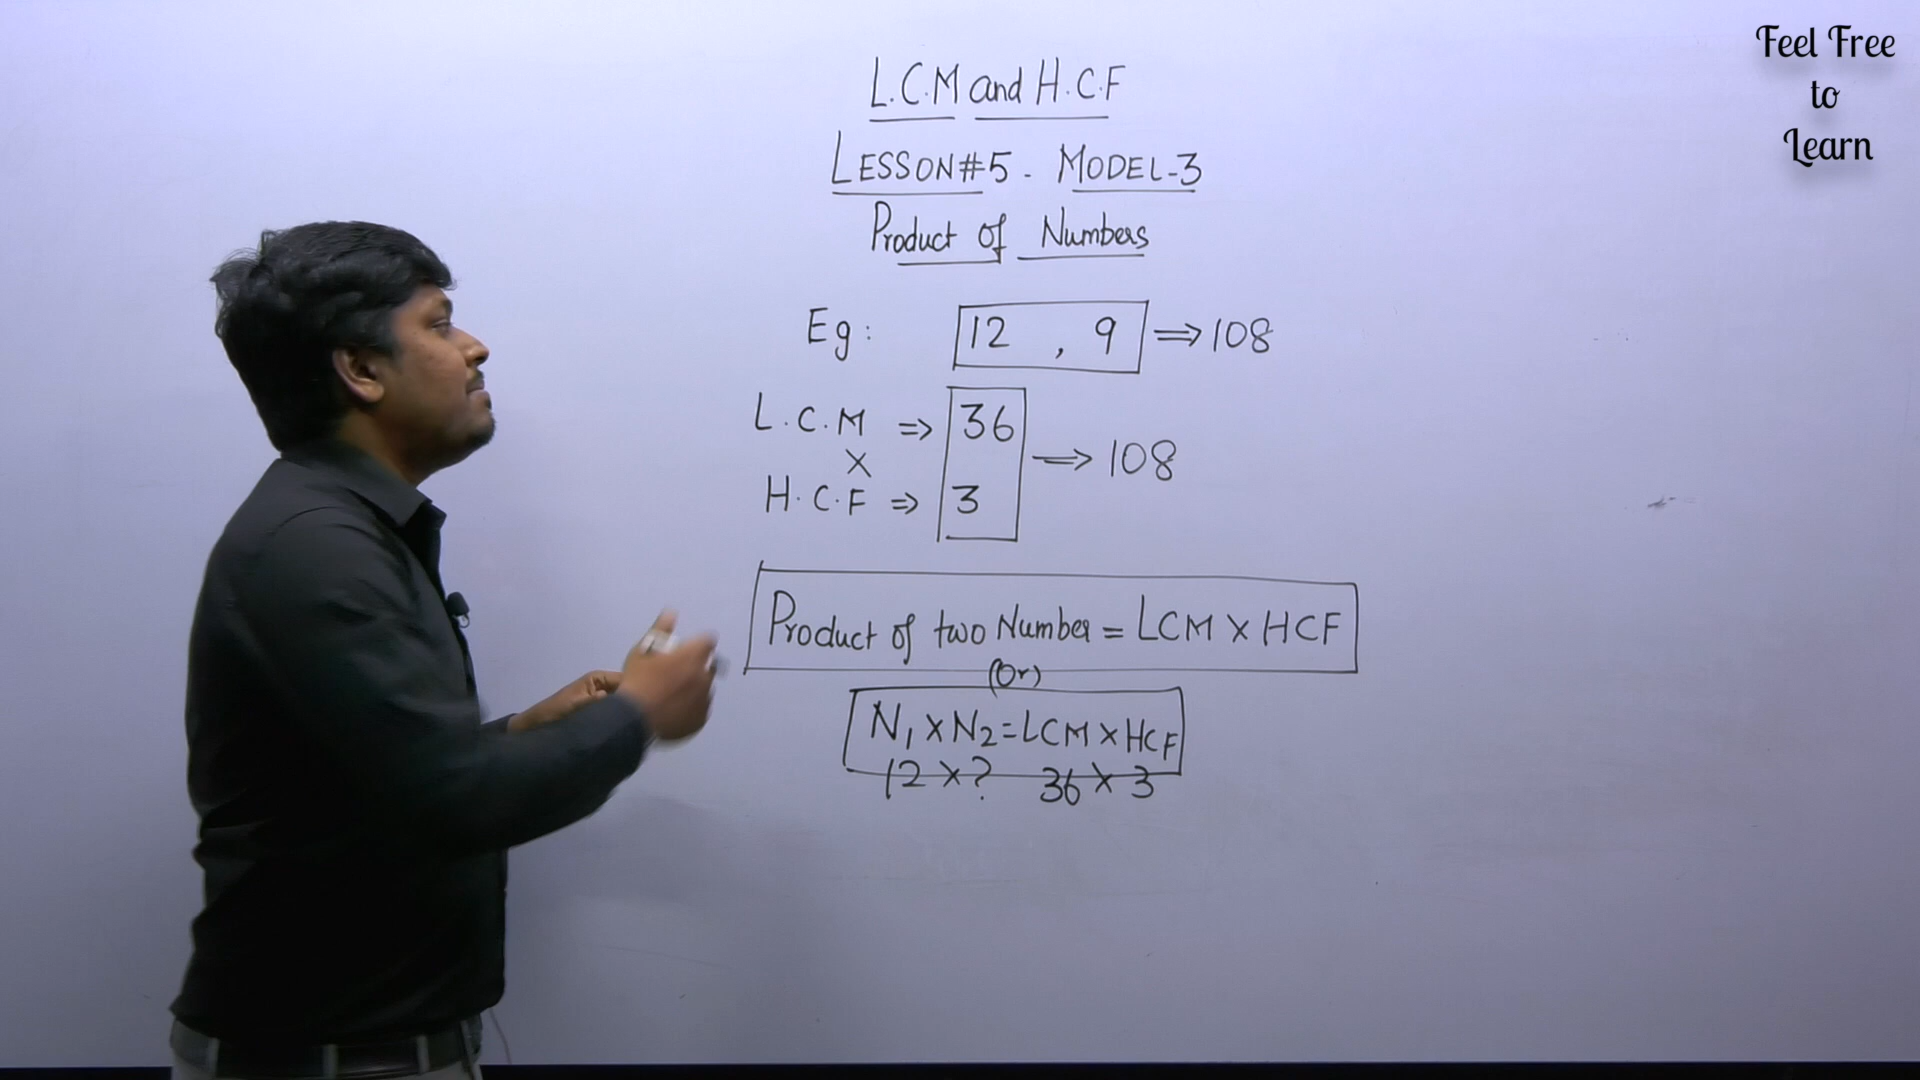 Feel Free
to
Learn
L.C.M and H.C.F
LESSON#5 - MODEL-3
Product of Numbers
Eg: 12 , 9 ⇒ 108
L.C.M ⇒ 36
X ⇒ 108
H.C.F ⇒ 3
Product of two Number = LCM X HCF
(Or)
N₁ X N₂ = LCM X HCF
12 X ? 36 X 3